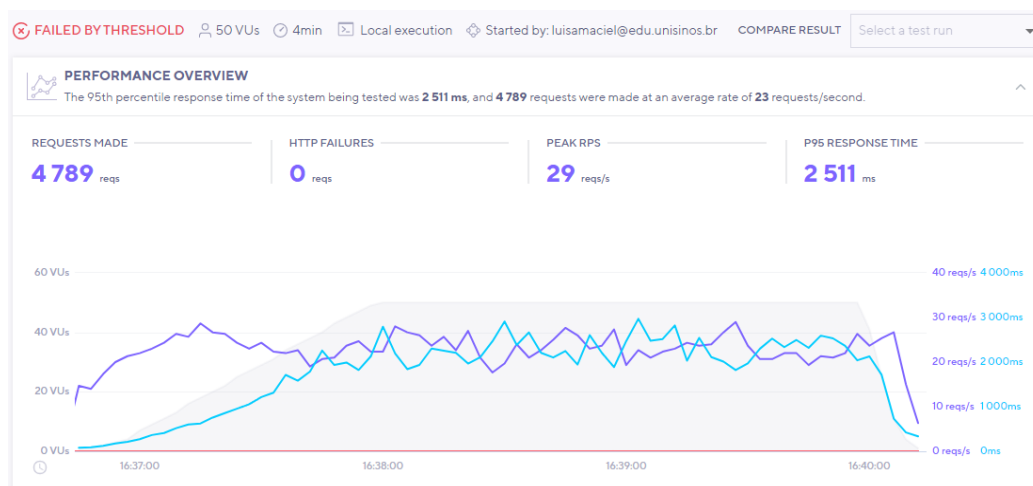 FAILED BY THRESHOLD 50 VUs 4min Local execution Started by: luisamaciel@edu.unisinos.br COMPARE RESULT Select a test run
PERFORMANCE OVERVIEW
The 95th percentile response time of the system being tested was 2 511 ms, and 4 789 requests were made at an average rate of 23 requests/second.
REQUESTS MADE HTTP FAILURES PEAK RPS P95 RESPONSE TIME
4 789 reqs 0 reqs 29 reqs/s 2 511 ms
60 VUs 40 reqs/s 4 000ms
30 reqs/s 3 000ms
40 VUs
20 reqs/s 2 000ms
20 VUs
10 reqs/s 1 000ms
0 VUs 0 reqs/s 0ms
16:37:00 16:38:00 16:39:00 16:40:00